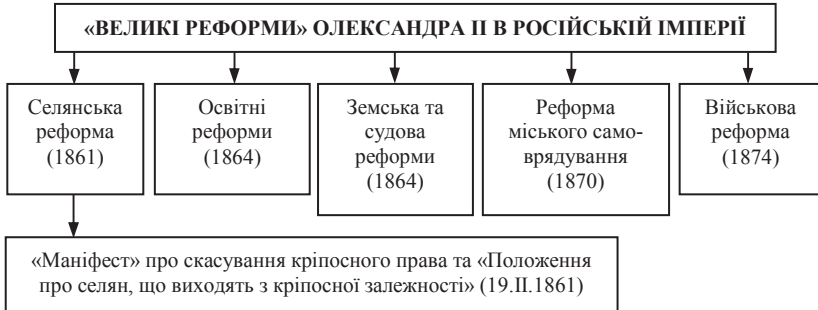 «ВЕЛИКІ РЕФОРМИ» ОЛЕКСАНДРА ІІ В РОСІЙСЬКІЙ ІМПЕРІЇ
Селянська
реформа
(1861)
Освітні
реформи
(1864)
Земська та
судова
реформи
(1864)
Реформа
міського само-
врядування
(1870)
Військова
реформа
(1874)
«Маніфест» про скасування кріпосного права та «Положення
про селян, що виходять з кріпосної залежності» (19.ІІ.1861)